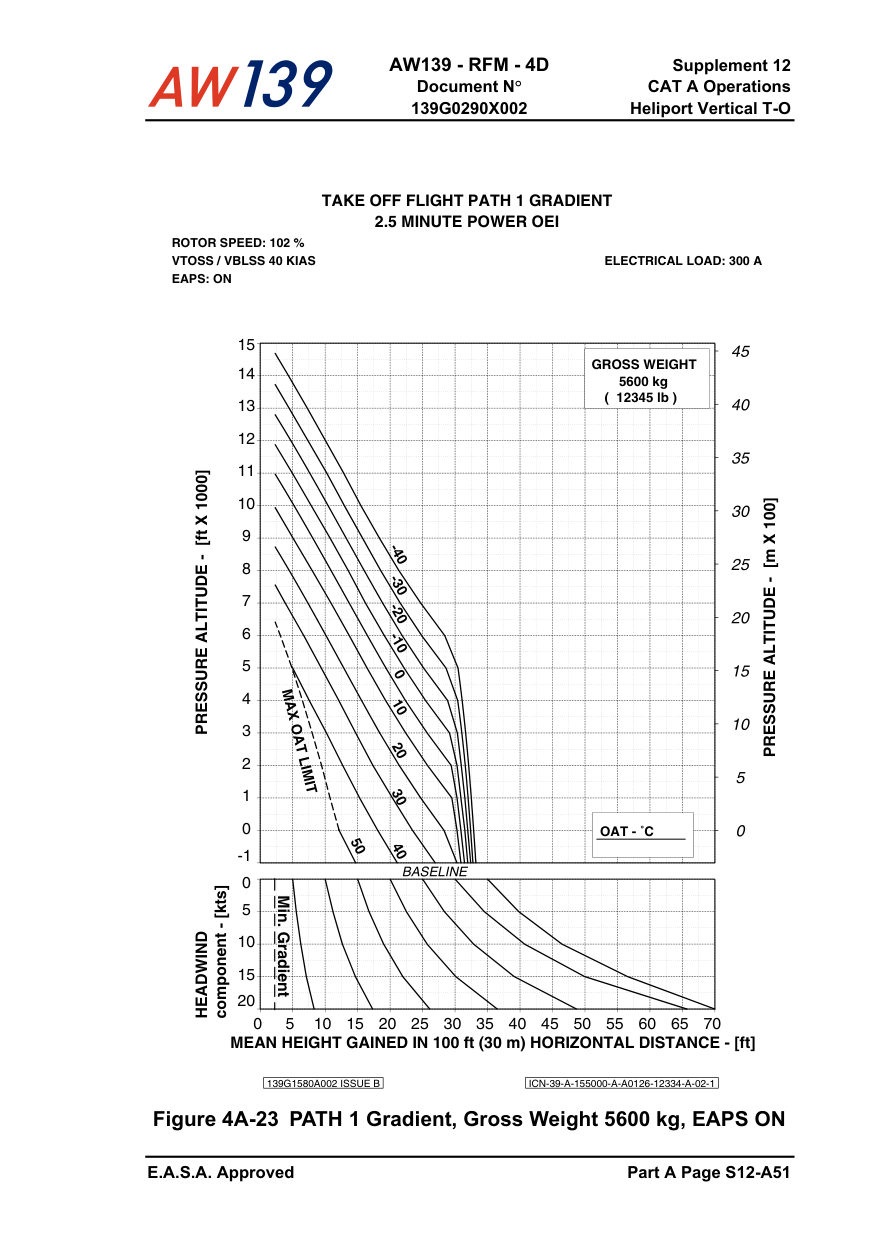 AW139
AW139 - RFM - 4D
Document N°
139G0290X002
Supplement 12
CAT A Operations
Heliport Vertical T-O
TAKE OFF FLIGHT PATH 1 GRADIENT
2.5 MINUTE POWER OEI
ROTOR SPEED: 102 %
VTOSS / VBLSS 40 KIAS
EAPS: ON
ELECTRICAL LOAD: 300 A
GROSS WEIGHT
5600 kg
( 12345 lb )
PRESSURE ALTITUDE - [ft X 1000]
15
14
13
12
11
10
9
8
7
6
5
4
3
2
1
0
-1
45
40
35
30
25
20
15
10
5
0
PRESSURE ALTITUDE - [m X 100]
-40
-30
-20
-10
0
10
20
30
40
50
MAX OAT LIMIT
OAT - °C
BASELINE
HEADWIND
component - [kts]
0
5
10
15
20
Min. Gradient
0 5 10 15 20 25 30 35 40 45 50 55 60 65 70
MEAN HEIGHT GAINED IN 100 ft (30 m) HORIZONTAL DISTANCE - [ft]
139G1580A002 ISSUE B
ICN-39-A-155000-A-A0126-12334-A-02-1
Figure 4A-23 PATH 1 Gradient, Gross Weight 5600 kg, EAPS ON
E.A.S.A. Approved
Part A Page S12-A51